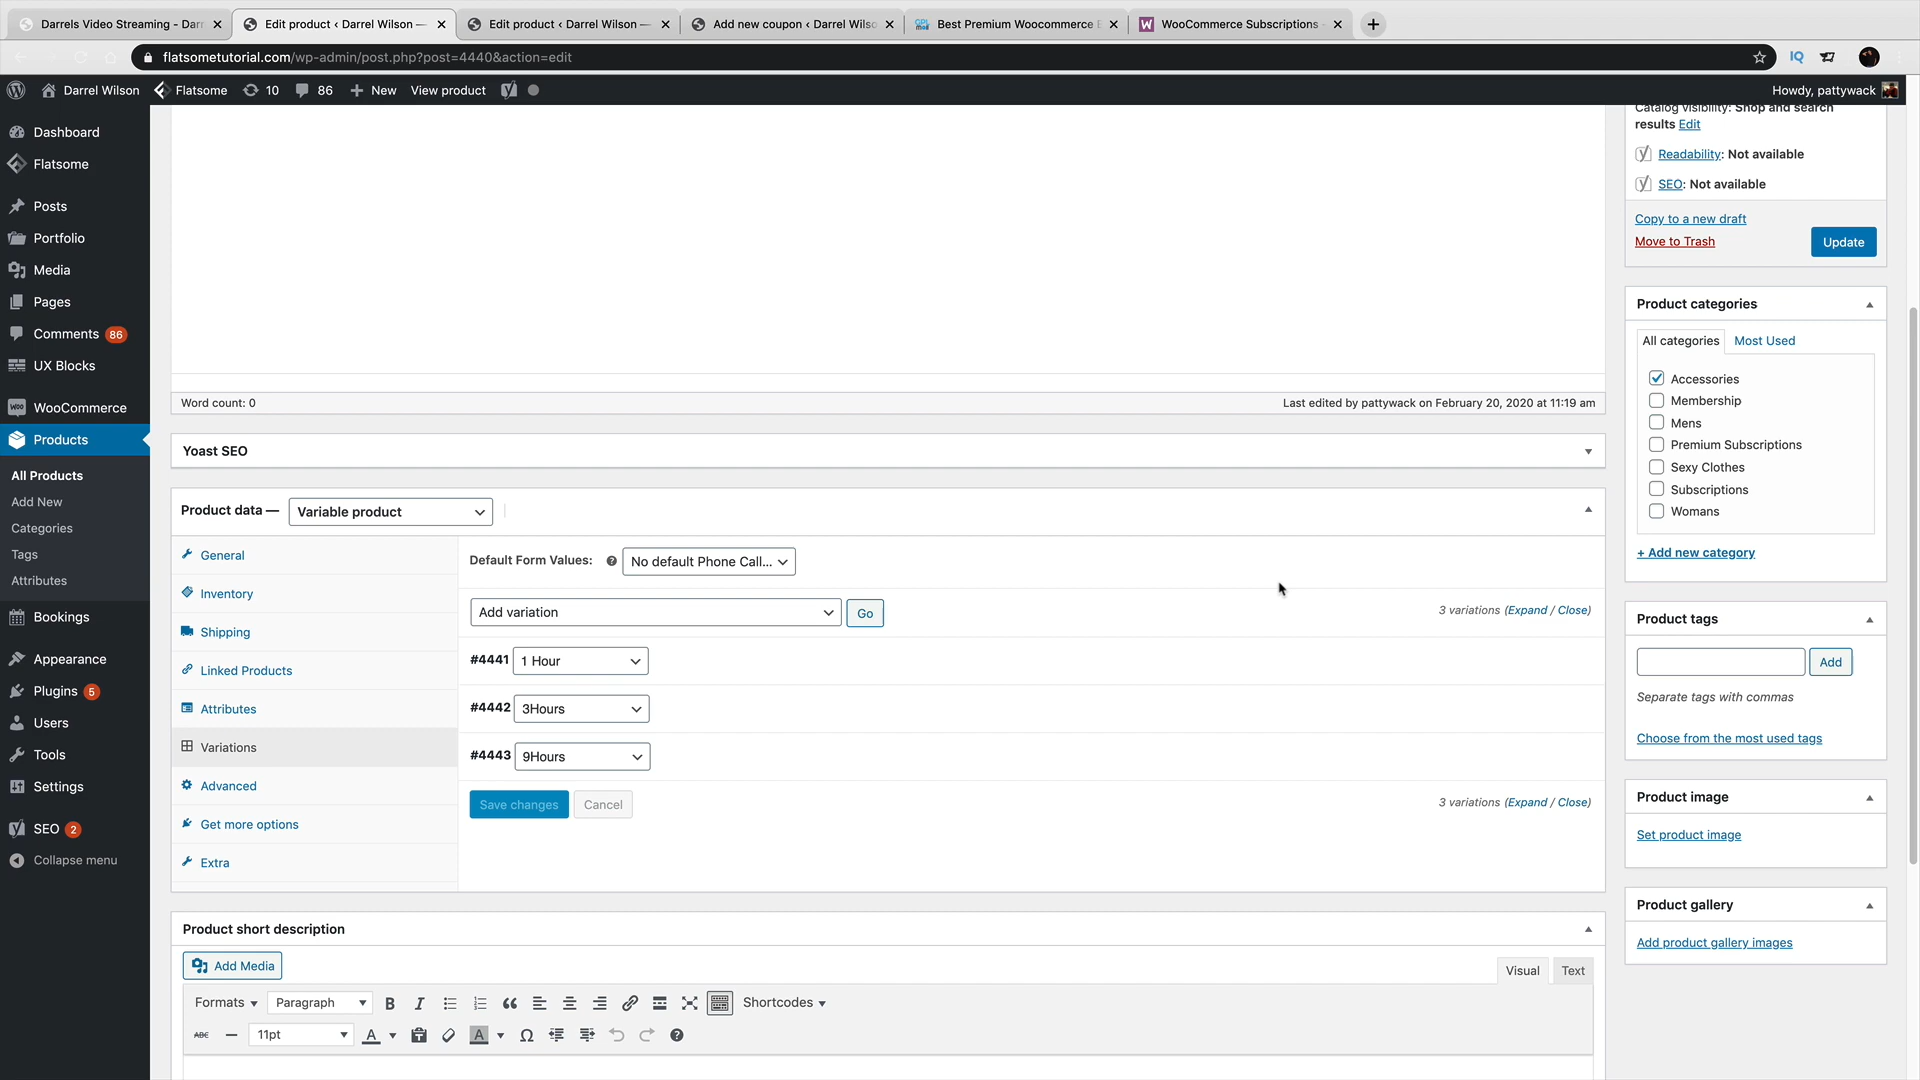 Darrels Video Streaming - Darr
Edit product ‹ Darrel Wilson —
Edit product ‹ Darrel Wilson —
Add new coupon ‹ Darrel Wils
Best Premium Woocommerce
WooCommerce Subscriptions
flatsometutorial.com/wp-admin/post.php?post=4440&action=edit
IQ
Darrel Wilson
Flatsome
10
86
New
View product
Howdy, pattywack
Dashboard
Flatsome
Posts
Portfolio
Media
Pages
Comments 86
UX Blocks
WooCommerce
Products
All Products
Add New
Categories
Tags
Attributes
Bookings
Appearance
Plugins 5
Users
Tools
Settings
SEO 2
Collapse menu
Word count: 0
Last edited by pattywack on February 20, 2020 at 11:19 am
Yoast SEO
Product data —
Variable product
General
Inventory
Shipping
Linked Products
Attributes
Variations
Advanced
Get more options
Extra
Default Form Values:
No default Phone Call...
Add variation
Go
3 variations (Expand / Close)
#4441 1 Hour
#4442 3Hours
#4443 9Hours
Save changes
Cancel
3 variations (Expand / Close)
Product short description
Add Media
Visual
Text
Formats
Paragraph
B
I
Shortcodes
ABC
11pt
A
A
Ω
Catalog visibility: Shop and search
results Edit
Readability: Not available
SEO: Not available
Copy to a new draft
Move to Trash
Update
Product categories
All categories
Most Used
Accessories
Membership
Mens
Premium Subscriptions
Sexy Clothes
Subscriptions
Womans
+ Add new category
Product tags
Add
Separate tags with commas
Choose from the most used tags
Product image
Set product image
Product gallery
Add product gallery images